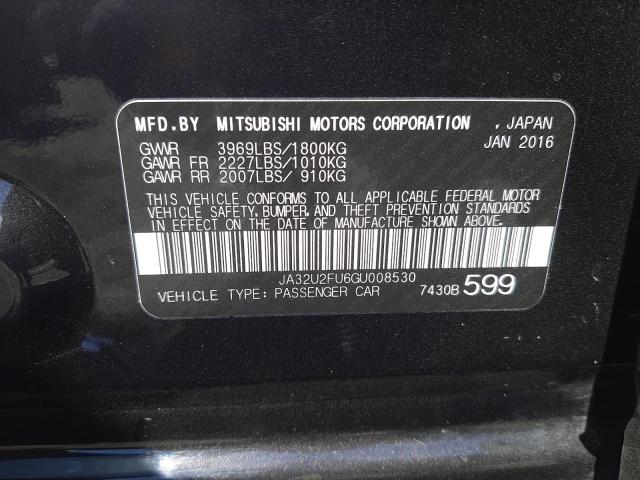 MFD.BY MITSUBISHI MOTORS CORPORATION , JAPAN
JAN 2016
GVWR 3969LBS/1800KG
GAWR FR 2227LBS/1010KG
GAWR RR 2007LBS/ 910KG
THIS VEHICLE CONFORMS TO ALL APPLICABLE FEDERAL MOTOR
VEHICLE SAFETY, BUMPER, AND THEFT PREVENTION STANDARDS
IN EFFECT ON THE DATE OF MANUFACTURE SHOWN ABOVE.
JA32U2FU6GU008530
VEHICLE TYPE: PASSENGER CAR 7430B 599